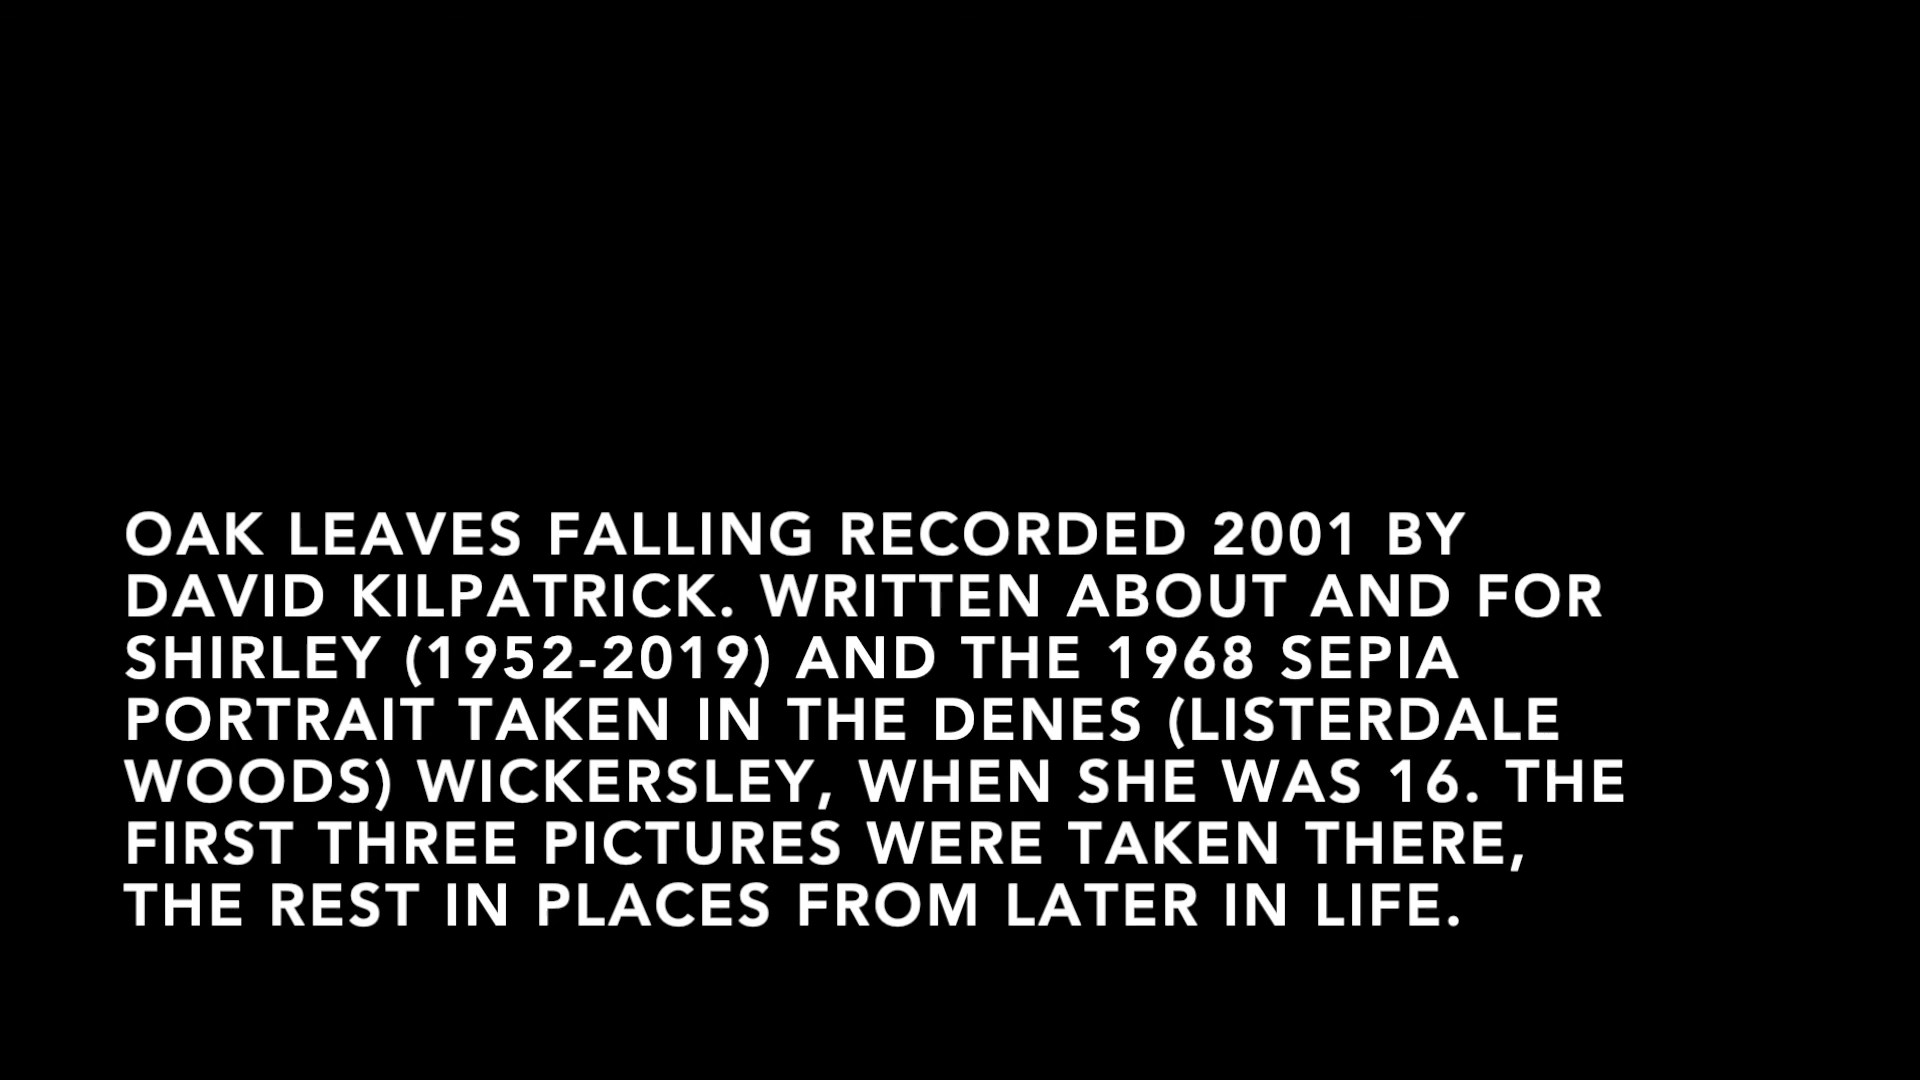 OAK LEAVES FALLING RECORDED 2001 BY
DAVID KILPATRICK. WRITTEN ABOUT AND FOR
SHIRLEY (1952-2019) AND THE 1968 SEPIA
PORTRAIT TAKEN IN THE DENES (LISTERDALE
WOODS) WICKERSLEY, WHEN SHE WAS 16. THE
FIRST THREE PICTURES WERE TAKEN THERE,
THE REST IN PLACES FROM LATER IN LIFE.